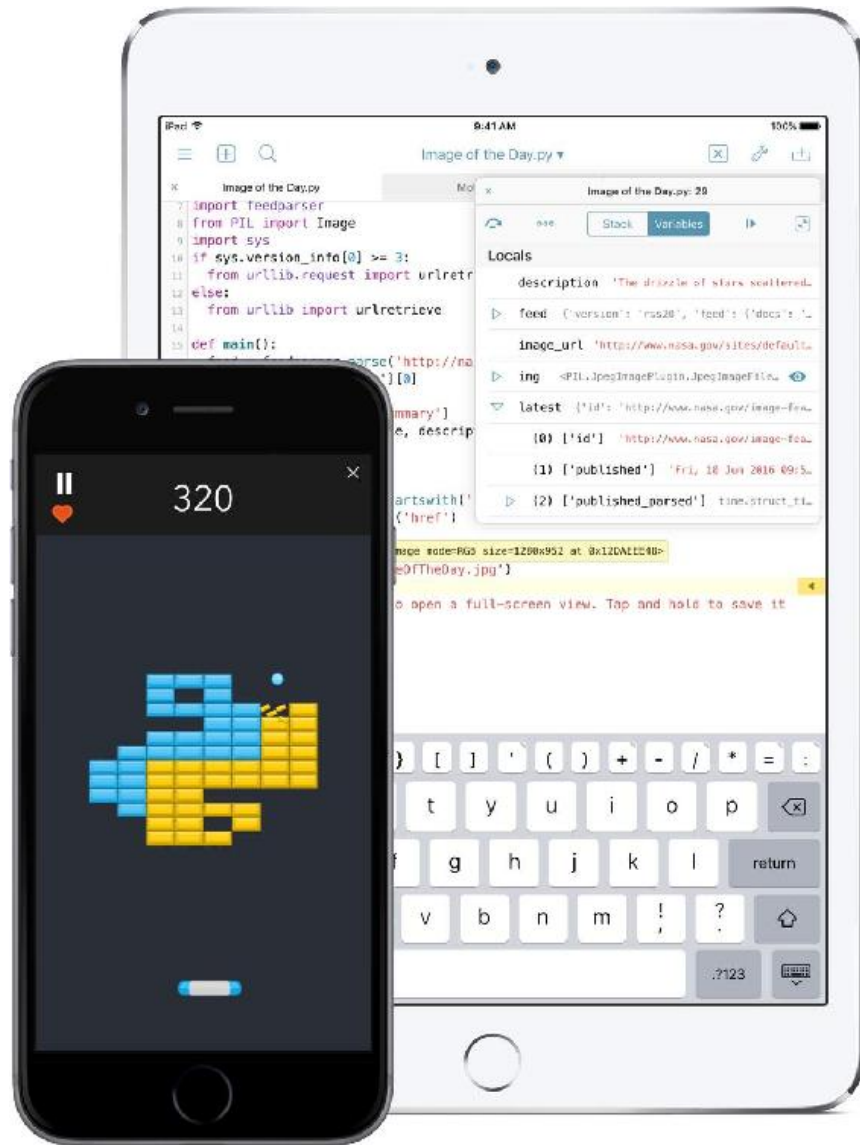 iPad
9:41 AM
100%
Image of the Day.py ▾
× Image of the Day.py
× Image of the Day.py: 29
Stack Variables
Locals
description 'The drizzle of stars scattered…
feed {'version': 'rss20', 'feed': {'docs': '…
image_url 'http://www.nasa.gov/sites/default…
img <PIL.JpegImagePlugin.JpegImageFile…
latest {'id': 'http://www.nasa.gov/image-fea…
(0) ['id'] 'http://www.nasa.gov/image-fea…
(1) ['published'] 'Fri, 10 Jun 2016 09:5…
(2) ['published_parsed'] time.struct_ti…
7 import feedparser
8 from PIL import Image
9 import sys
10 if sys.version_info[0] >= 3:
11 from urllib.request import urlretr
12 else:
13 from urllib import urlretrieve
14
15 def main():
parse('http://na
'][0]
mmary']
e, descrip
artswith('
('href')
mage mode=RGB size=1280x952 at
eOfTheDay.jpg')
o open a full-screen view. Tap and hold to save it
320
×
} [ ] ' ( ) + - / * = :
t y u i o p
f g h j k l return
v b n m ! , ? .
.?123